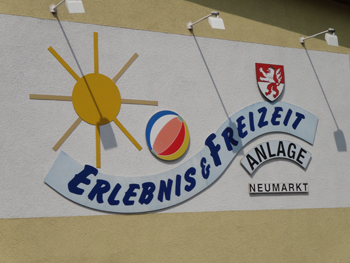 ERLEBNIS & FREIZEIT
ANLAGE
NEUMARKT